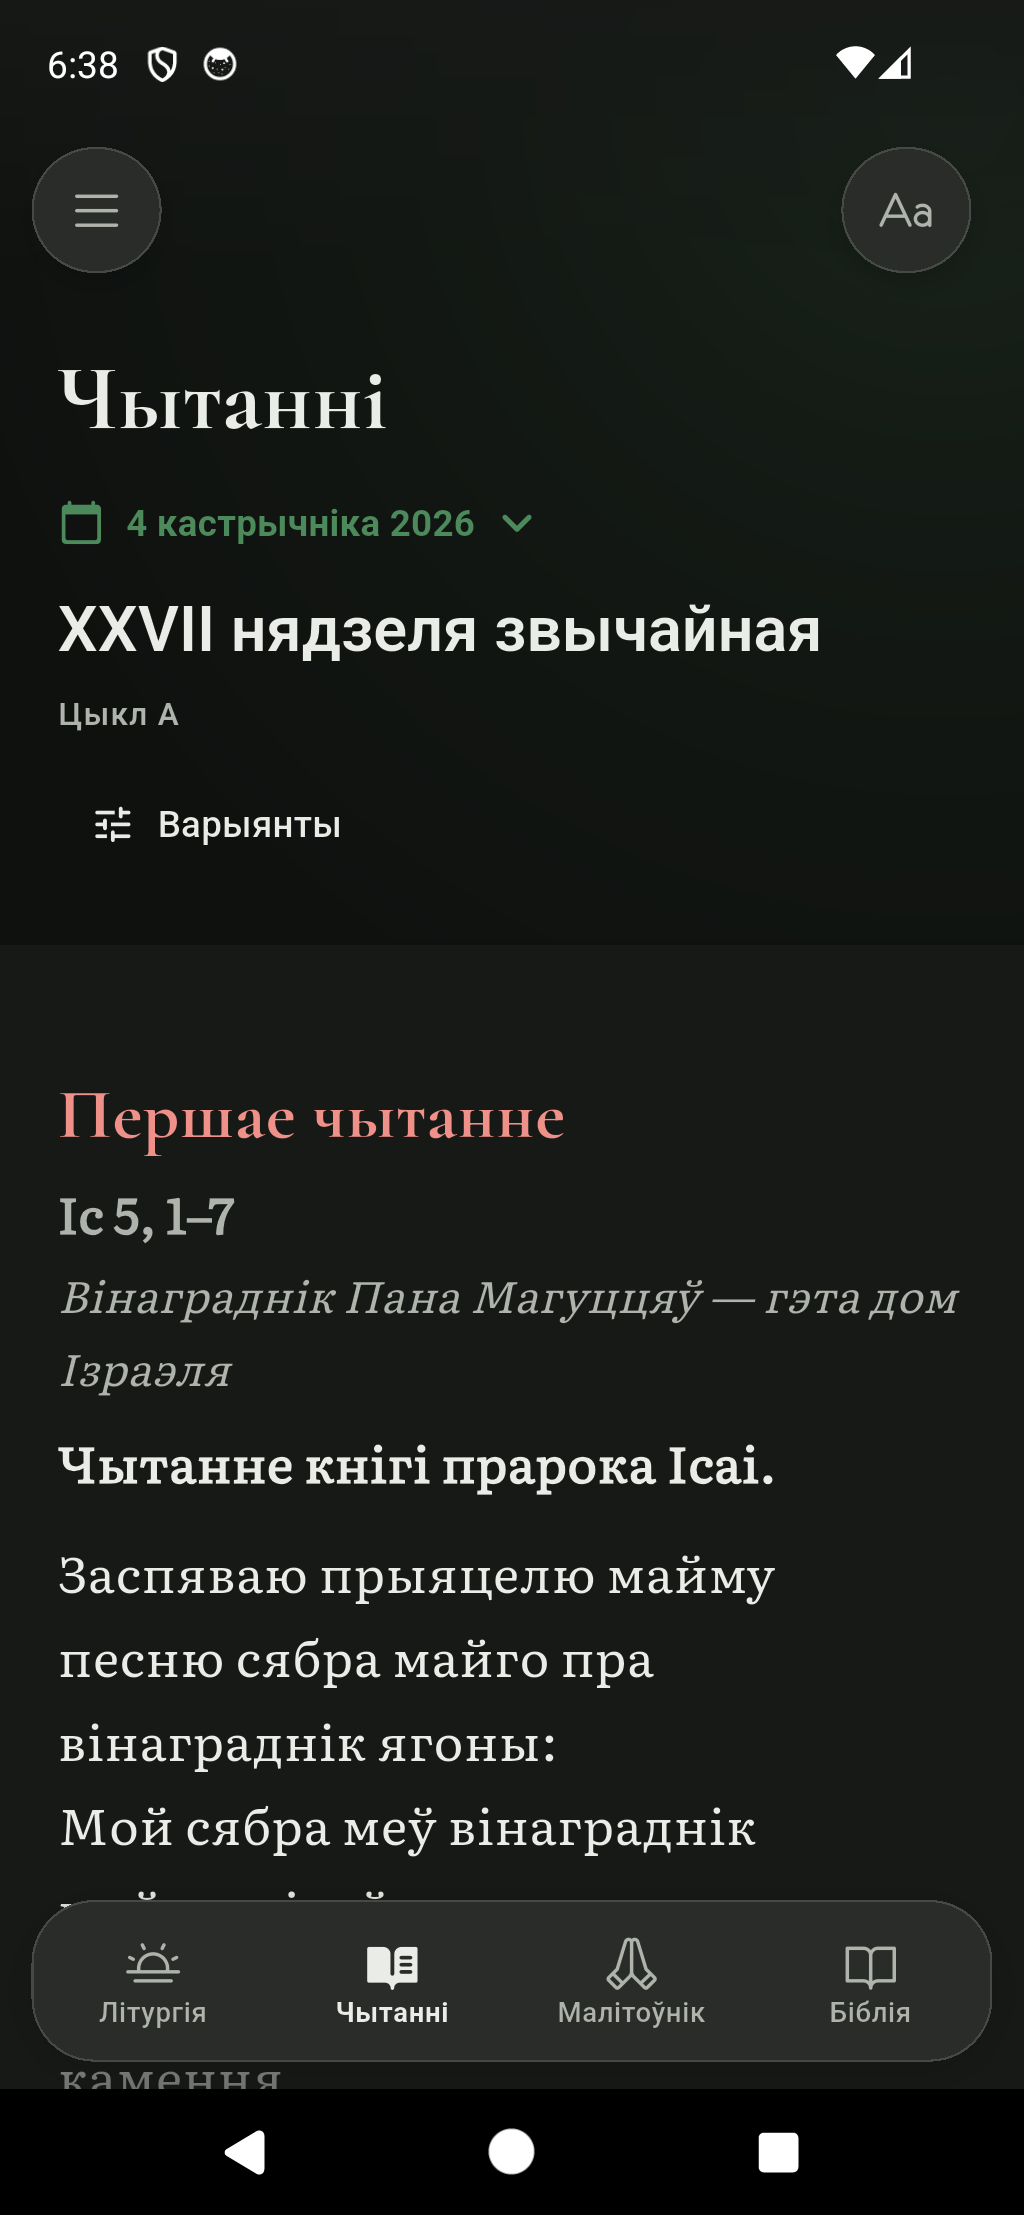 6:38
Aa
Чытанні
4 кастрычніка 2026
XXVII нядзеля звычайная
Цыкл А
Варыянты
Першае чытанне
Іс 5, 1–7
Вінаграднік Пана Магуццяў — гэта дом
Ізраэля
Чытанне кнігі прарока Ісаі.
Заспяваю прыяцелю майму
песню сябра майго пра
вінаграднік ягоны:
Мой сябра меў вінаграднік
Літургія
Чытанні
Малітоўнік
Біблія
камення